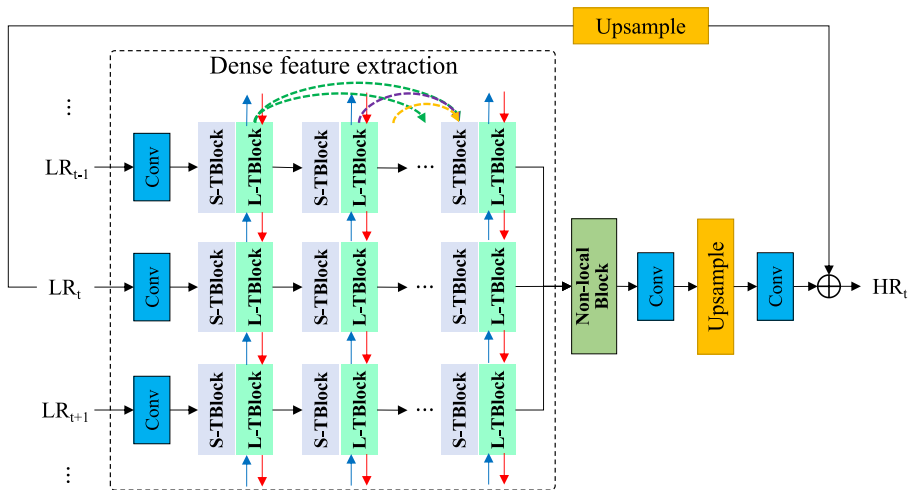 Upsample
Dense feature extraction
⋮
LRt-1
Conv
S-TBlock
L-TBlock
S-TBlock
L-TBlock
...
S-TBlock
L-TBlock
LRt
Conv
S-TBlock
L-TBlock
S-TBlock
L-TBlock
...
S-TBlock
L-TBlock
Non-local
Block
Conv
Upsample
Conv
HRt
LRt+1
Conv
S-TBlock
L-TBlock
S-TBlock
L-TBlock
...
S-TBlock
L-TBlock
⋮